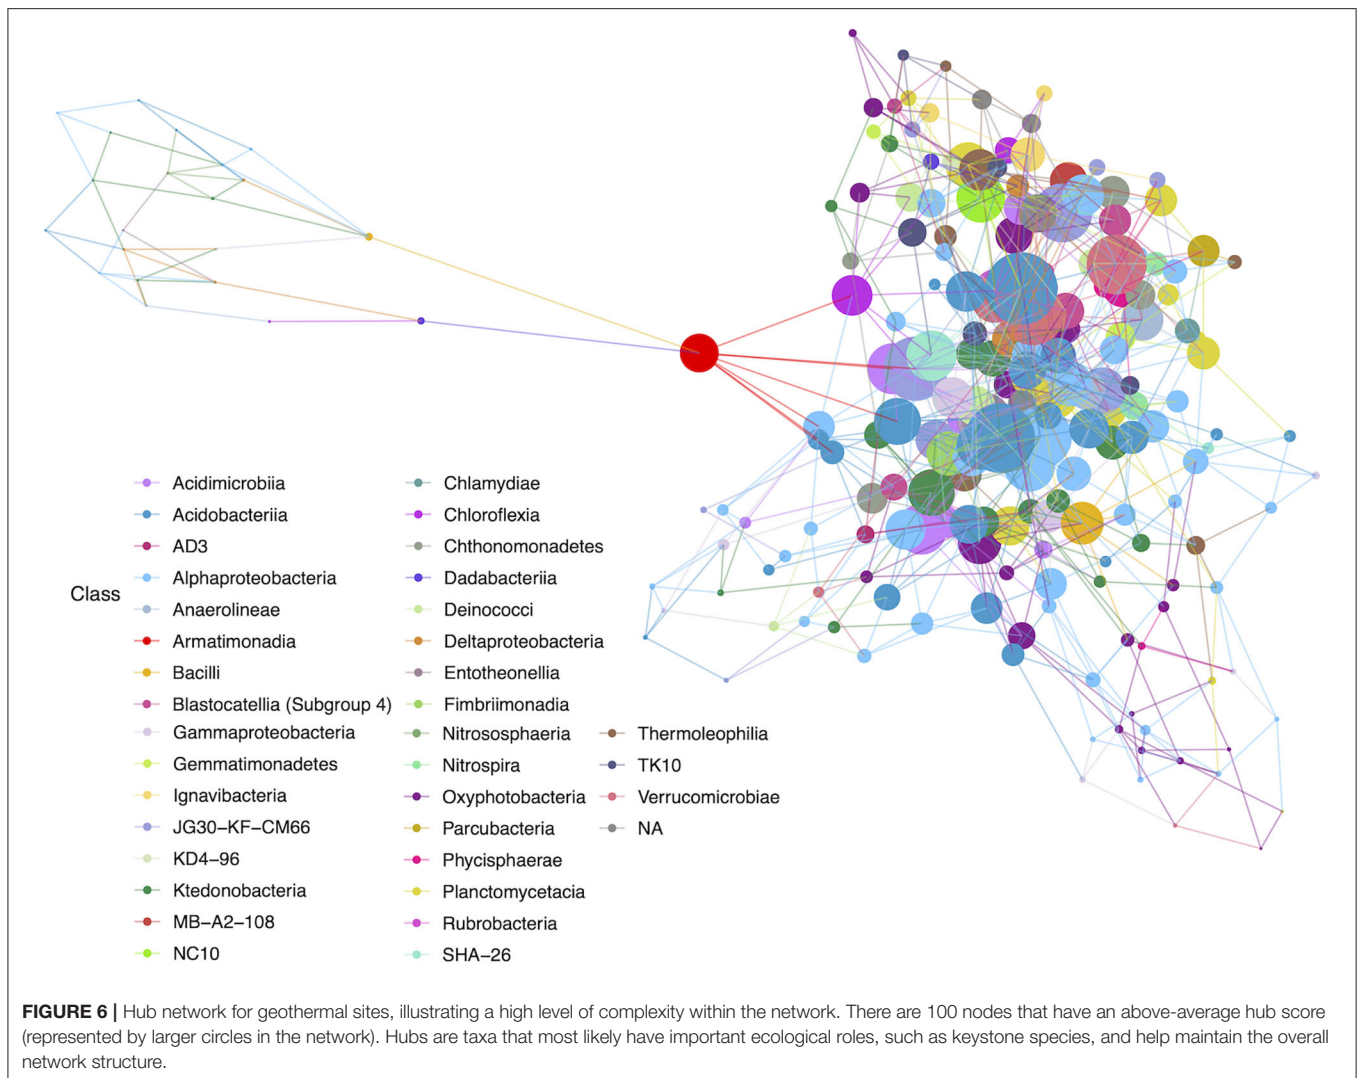 Class
Acidimicrobiia
Acidobacteriia
AD3
Alphaproteobacteria
Anaerolineae
Armatimonadia
Bacilli
Blastocatellia (Subgroup 4)
Gammaproteobacteria
Gemmatimonadetes
Ignavibacteria
JG30−KF−CM66
KD4−96
Ktedonobacteria
MB−A2−108
NC10
Chlamydiae
Chloroflexia
Chthonomonadetes
Dadabacteriia
Deinococci
Deltaproteobacteria
Entotheonellia
Fimbriimonadia
Nitrososphaeria
Nitrospira
Oxyphotobacteria
Parcubacteria
Phycisphaerae
Planctomycetacia
Rubrobacteria
SHA−26
Thermoleophilia
TK10
Verrucomicrobiae
NA
FIGURE 6 | Hub network for geothermal sites, illustrating a high level of complexity within the network. There are 100 nodes that have an above-average hub score
(represented by larger circles in the network). Hubs are taxa that most likely have important ecological roles, such as keystone species, and help maintain the overall
network structure.